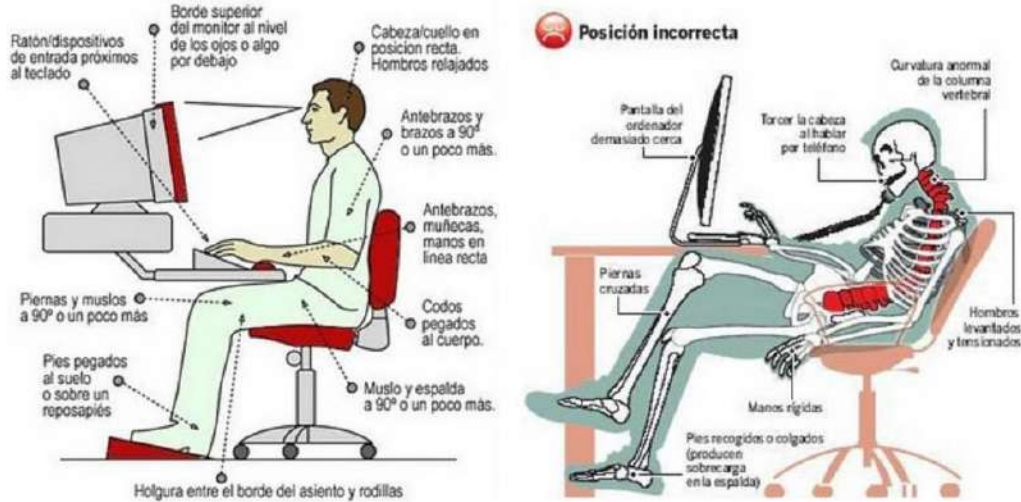 Ratón/dispositivos
de entrada próximos
al teclado
Borde superior
del monitor al nivel
de los ojos o algo
por debajo
Cabeza/cuello en
posicion recta.
Hombros relajados
Antebrazos y
brazos a 90º
o un poco más.
Antebrazos,
muñecas,
manos en
línea recta
Piernas y muslos
a 90º o un poco más
Codos
pegados
al cuerpo.
Pies pegados
al suelo
o sobre un
reposapiés
Muslo y espalda
a 90º o un poco más.
Holgura entre el borde del asiento y rodillas
Posición incorrecta
Curvatura anormal
de la columna
vertebral
Pantalla del
ordenador
demasiado cerca
Torcer la cabeza
al hablar
por teléfono
Piernas
cruzadas
Hombros
levantados
y tensionados
Manos rígidas
Pies recogidos o colgados
(producen
sobrecarga
en la espalda)